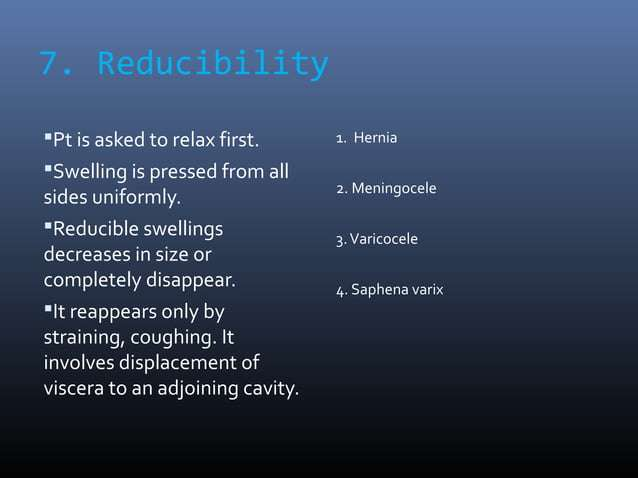 7. Reducibility
▪Pt is asked to relax first.
▪Swelling is pressed from all
sides uniformly.
▪Reducible swellings
decreases in size or
completely disappear.
▪It reappears only by
straining, coughing. It
involves displacement of
viscera to an adjoining cavity.
1. Hernia
2. Meningocele
3. Varicocele
4. Saphena varix